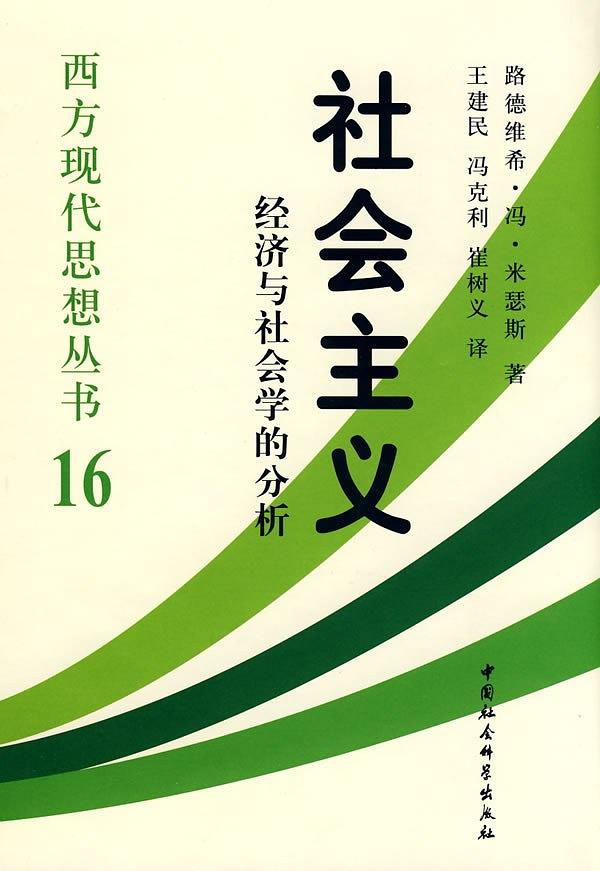 路德维希·冯·米瑟斯 著
王建民 冯克利 崔树义 译
社会主义
经济与社会学的分析
西方现代思想丛书
16
中国社会科学出版社